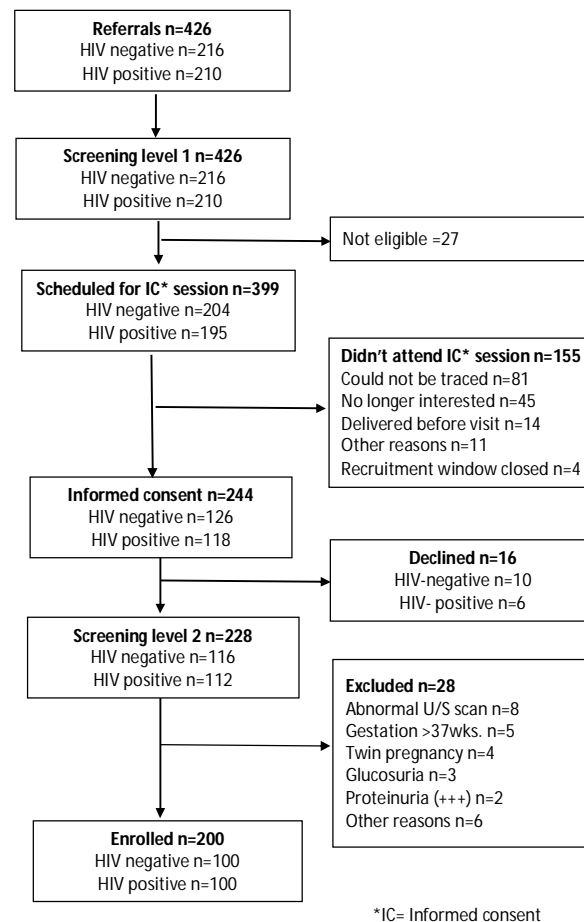 Referrals n=426
HIV negative n=216
HIV positive n=210
Screening level 1 n=426
HIV negative n=216
HIV positive n=210
Not eligible =27
Scheduled for IC* session n=399
HIV negative n=204
HIV positive n=195
Didn't attend IC* session n=155
Could not be traced n=81
No longer interested n=45
Delivered before visit n=14
Other reasons n=11
Recruitment window closed n=4
Informed consent n=244
HIV negative n=126
HIV positive n=118
Declined n=16
HIV-negative n=10
HIV- positive n=6
Screening level 2 n=228
HIV negative n=116
HIV positive n=112
Excluded n=28
Abnormal U/S scan n=8
Gestation >37wks. n=5
Twin pregnancy n=4
Glucosuria n=3
Proteinuria (+++) n=2
Other reasons n=6
Enrolled n=200
HIV negative n=100
HIV positive n=100
*IC= Informed consent